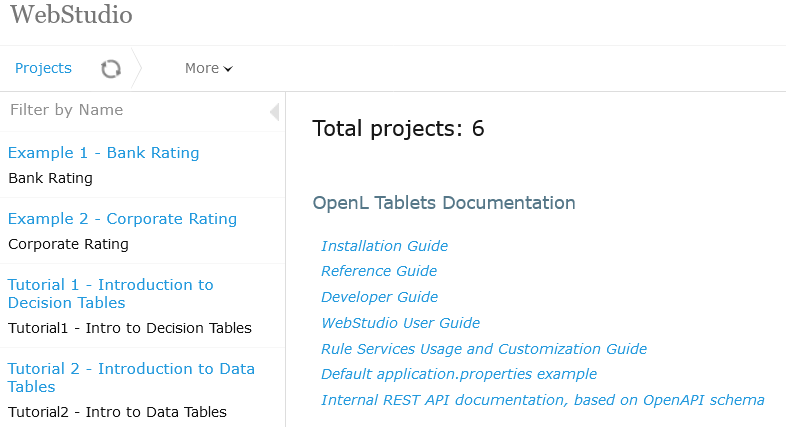 WebStudio
Projects
More
Filter by Name
Example 1 - Bank Rating
Bank Rating
Example 2 - Corporate Rating
Corporate Rating
Tutorial 1 - Introduction to
Decision Tables
Tutorial1 - Intro to Decision Tables
Tutorial 2 - Introduction to Data
Tables
Tutorial2 - Intro to Data Tables
Total projects: 6
OpenL Tablets Documentation
Installation Guide
Reference Guide
Developer Guide
WebStudio User Guide
Rule Services Usage and Customization Guide
Default application.properties example
Internal REST API documentation, based on OpenAPI schema